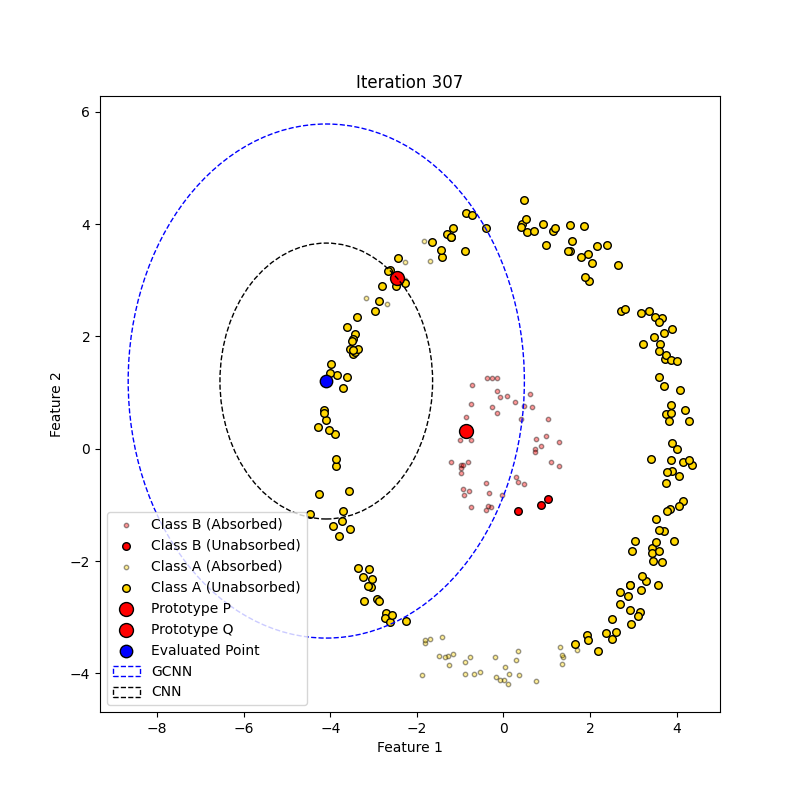 Iteration 307
6
4
2
0
−2
−4
Feature 2
Class B (Absorbed)
Class B (Unabsorbed)
Class A (Absorbed)
Class A (Unabsorbed)
Prototype P
Prototype Q
Evaluated Point
GCNN
CNN
−8 −6 −4 −2 0 2 4
Feature 1